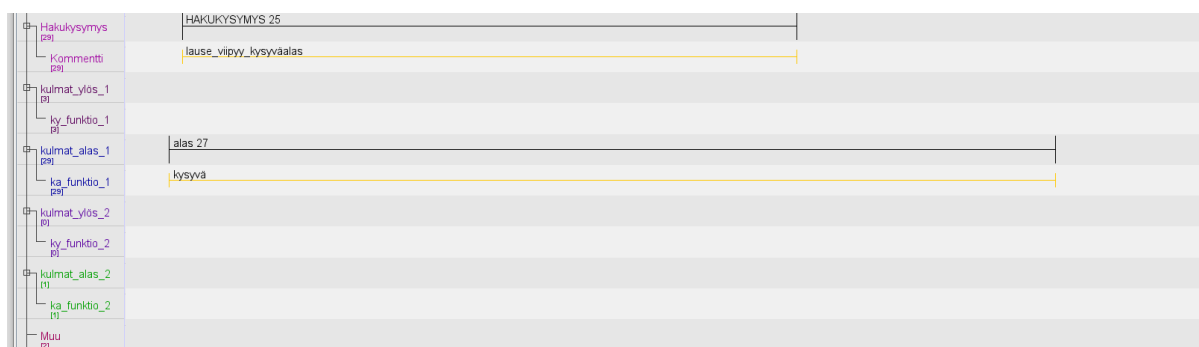 Hakukysymys
[29]
HAKUKYSYMYS 25
Kommentti
[29]
lause_viipyy_kysyväalas
kulmat_ylös_1
[3]
ky_funktio_1
[3]
kulmat_alas_1
[29]
alas 27
ka_funktio_1
[29]
kysyvä
kulmat_ylös_2
[0]
ky_funktio_2
[0]
kulmat_alas_2
[1]
ka_funktio_2
[1]
Muu
[2]